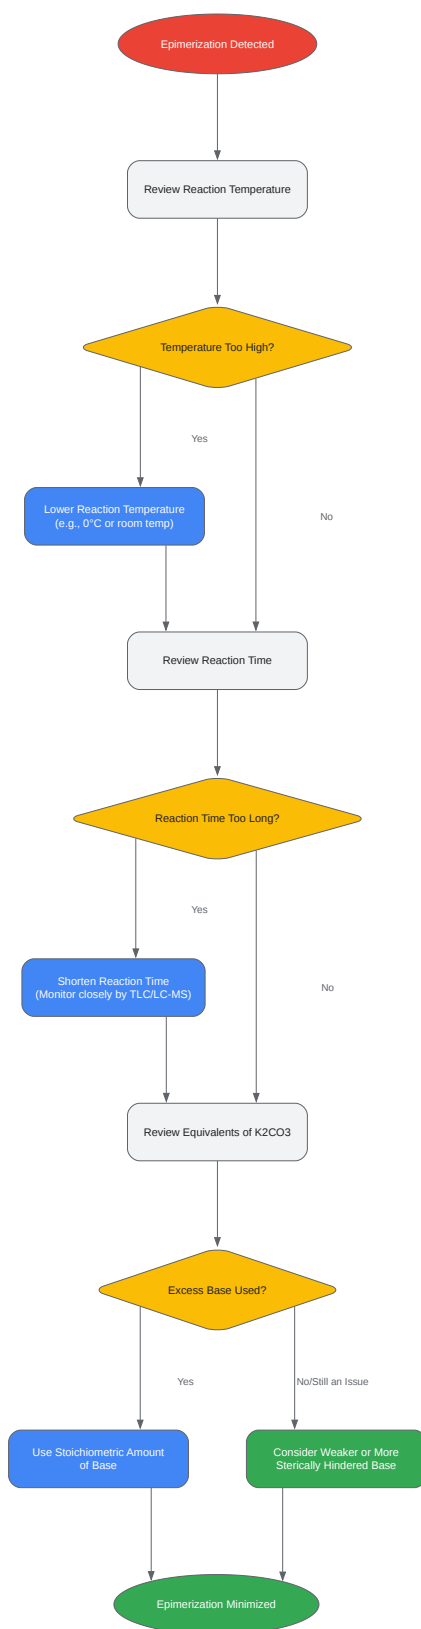 Epimerization Detected
Review Reaction Temperature
Temperature Too High?
Yes
Lower Reaction Temperature
(e.g., 0°C or room temp)
No
Review Reaction Time
Reaction Time Too Long?
Yes
Shorten Reaction Time
(Monitor closely by TLC/LC-MS)
No
Review Equivalents of K2CO3
Excess Base Used?
Yes
No/Still an Issue
Use Stoichiometric Amount
of Base
Consider Weaker or More
Sterically Hindered Base
Epimerization Minimized